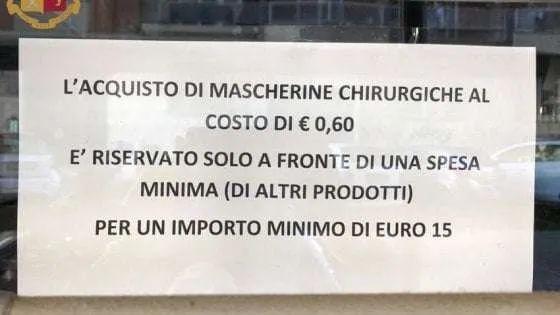 L'ACQUISTO DI MASCHERINE CHIRURGICHE AL
COSTO DI € 0,60
E' RISERVATO SOLO A FRONTE DI UNA SPESA
MINIMA (DI ALTRI PRODOTTI)
PER UN IMPORTO MINIMO DI EURO 15